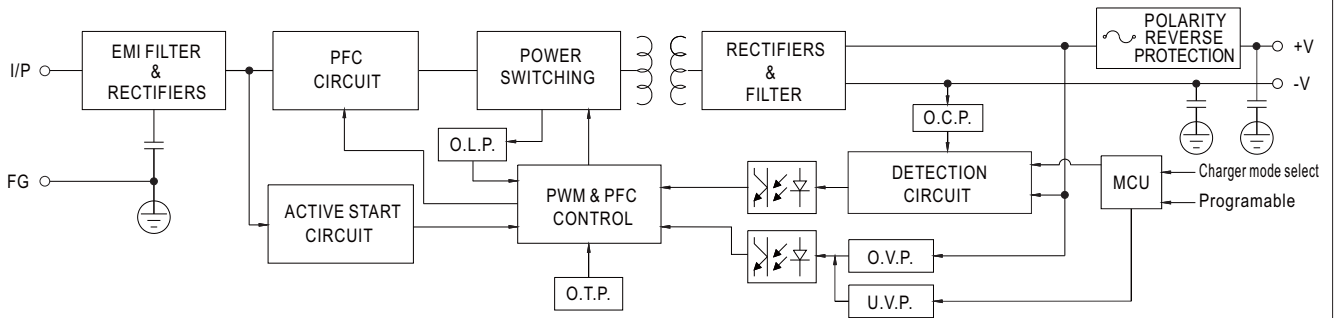 I/P
EMI FILTER
&
RECTIFIERS
PFC
CIRCUIT
POWER
SWITCHING
RECTIFIERS
&
FILTER
POLARITY
REVERSE
PROTECTION
+V
-V
O.L.P.
O.C.P.
FG
ACTIVE START
CIRCUIT
PWM & PFC
CONTROL
DETECTION
CIRCUIT
MCU
Charger mode select
Programable
O.V.P.
O.T.P.
U.V.P.